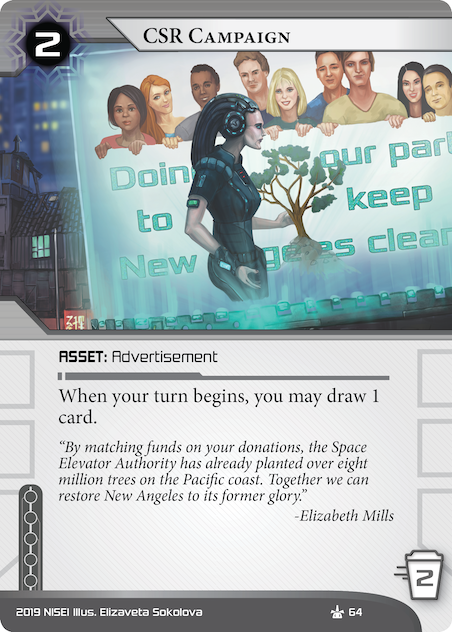 2
CSR Campaign
Doin our par
to keep
New geles clean
ASSET: Advertisement
When your turn begins, you may draw 1
card.
“By matching funds on your donations, the Space
Elevator Authority has already planted over eight
million trees on the Pacific coast. Together we can
restore New Angeles to its former glory.”
-Elizabeth Mills
2
2019 NISEI Illus. Elizaveta Sokolova
64